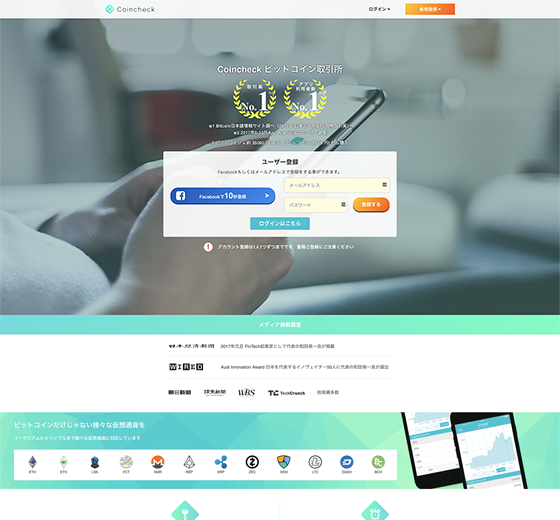 Coincheck
ログイン
新規登録
Coincheck ビットコイン取引所
取引高
No.1
アプリ
利用者数
No.1
ユーザー登録
Facebookもしくはメールアドレスで登録をする事ができます。
Facebookで10秒登録
メールアドレス
パスワード
登録する
ログインはこちら
アカウント登録は1人1つずつまでです。重複ご登録にご注意ください
メディア掲載履歴
日本経済新聞
2017年元旦 FinTech起業家として代表の和田晃一良が掲載
WIRED
Audi Innovation Award 日本を代表するイノヴェイター50人に代表の和田晃一良が選出
朝日新聞
読売新聞
WBS
TechCrunch
他実績多数
ビットコインだけじゃない様々な仮想通貨を
イーサリアムからリップルまで様々な仮想通貨に対応しています
ETH
ETC
LSK
FCT
XMR
REP
XRP
ZEC
XEM
LTC
DASH
BCH